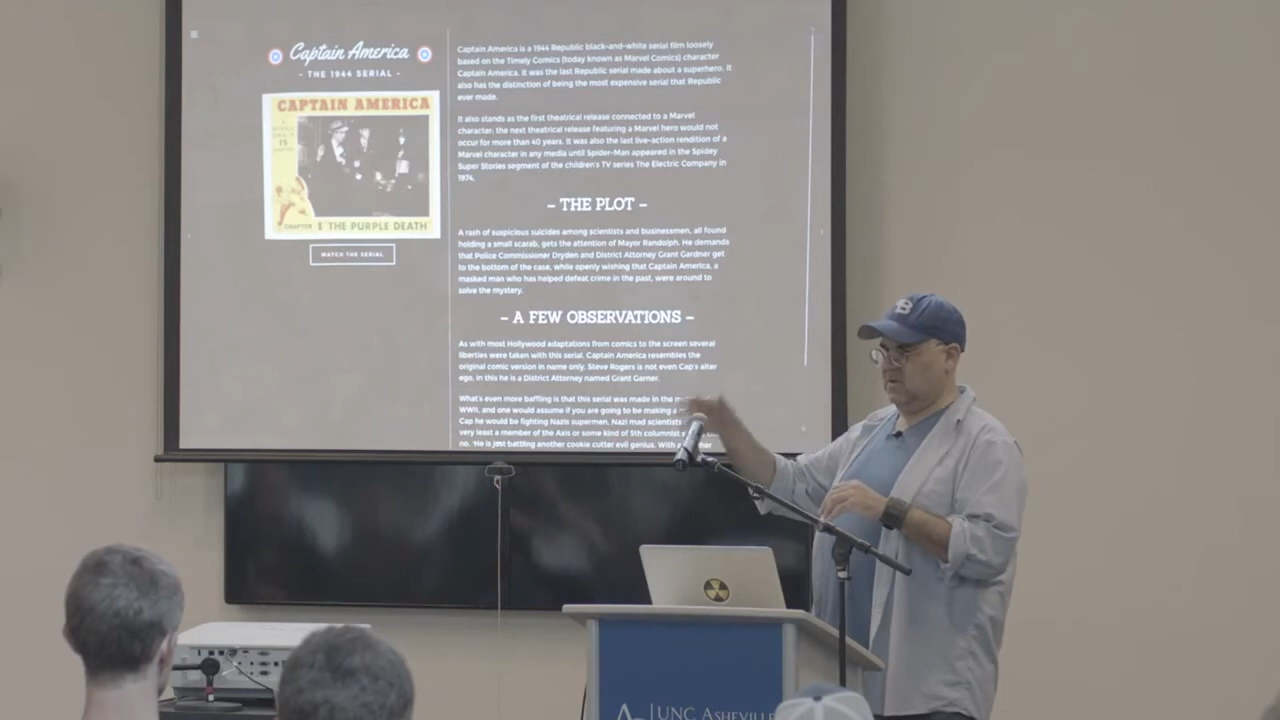 Captain America
- THE 1944 SERIAL -
CAPTAIN AMERICA
15
CHAPTER 1 THE PURPLE DEATH
WATCH THE SERIAL
Captain America is a 1944 Republic black-and-white serial film loosely
based on the Timely Comics (today known as Marvel Comics) character
Captain America. It was the last Republic serial made about a superhero. It
also has the distinction of being the most expensive serial that Republic
ever made.
It also stands as the first theatrical release connected to a Marvel
character; the next theatrical release featuring a Marvel hero would not
occur for more than 40 years. It was also the last live-action rendition of a
Marvel character in any media until Spider-Man appeared in the Spidey
Super Stories segment of the children's TV series The Electric Company in
1974.
- THE PLOT -
A rash of suspicious suicides among scientists and businessmen, all found
holding a small scarab, gets the attention of Mayor Randolph. He demands
that Police Commissioner Dryden and District Attorney Grant Gardner get
to the bottom of the case, while openly wishing that Captain America, a
masked man who has helped defeat crime in the past, were around to
solve the mystery.
- A FEW OBSERVATIONS -
As with most Hollywood adaptations from comics to the screen several
liberties were taken with this serial. Captain America resembles the
original comic version in name only. Steve Rogers is not even Cap's alter
ego, in this he is a District Attorney named Grant Garner.
What's even more baffling is that this serial was made in the
WWII, and one would assume if you are going to be making a
Cap he would be fighting Nazis supermen, Nazi mad scientists
very least a member of the Axis or some kind of 5th columnist
no. He is just battling another cookie cutter evil genius. With
B
UNC ASHEVILLE